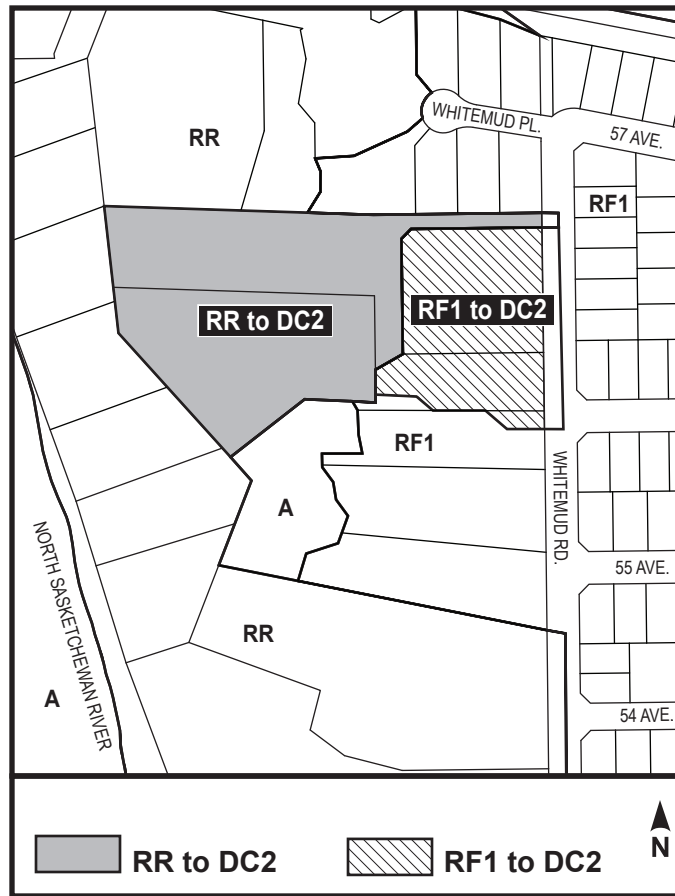 WHITEMUD PL.
57 AVE.
RR
RF1
RR to DC2
RF1 to DC2
RF1
A
WHITEMUD RD.
NORTH SASKETCHEWAN RIVER
55 AVE.
RR
A
54 AVE.
RR to DC2
RF1 to DC2
N